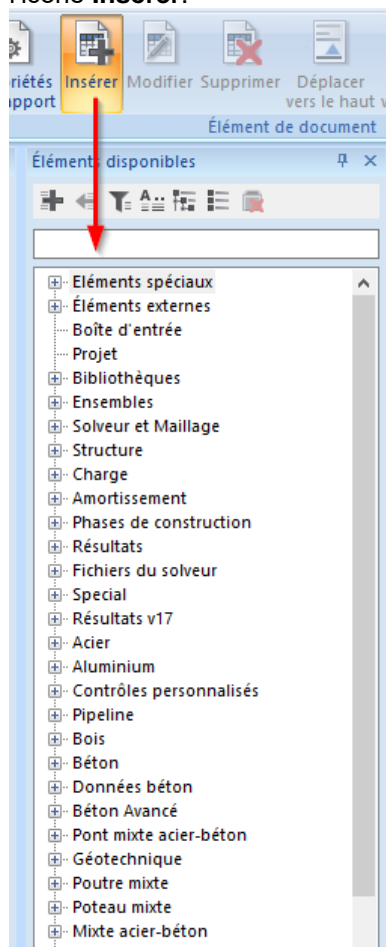 Insérer.
riétés Insérer Modifier Supprimer Déplacer
apport vers le haut v
Élément de document
Éléments disponibles
Eléments spéciaux
Éléments externes
Boîte d'entrée
Projet
Bibliothèques
Ensembles
Solveur et Maillage
Structure
Charge
Amortissement
Phases de construction
Résultats
Fichiers du solveur
Special
Résultats v17
Acier
Aluminium
Contrôles personnalisés
Pipeline
Bois
Béton
Données béton
Béton Avancé
Pont mixte acier-béton
Géotechnique
Poutre mixte
Poteau mixte
Mixte acier-béton